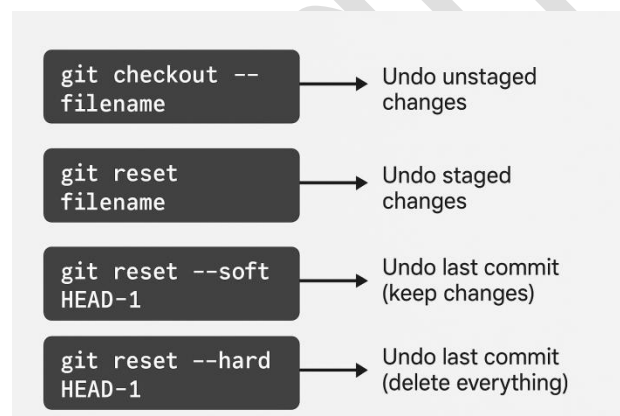 git checkout --
filename
Undo unstaged
changes
git reset
filename
Undo staged
changes
git reset --soft
HEAD-1
Undo last commit
(keep changes)
git reset --hard
HEAD-1
Undo last commit
(delete everything)